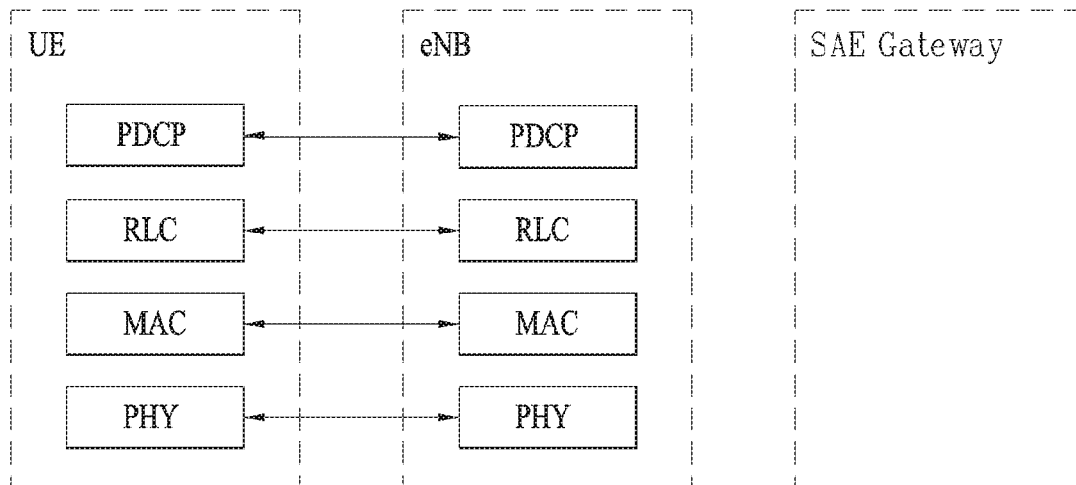 UE eNB SAE Gateway
PDCP PDCP
RLC RLC
MAC MAC
PHY PHY